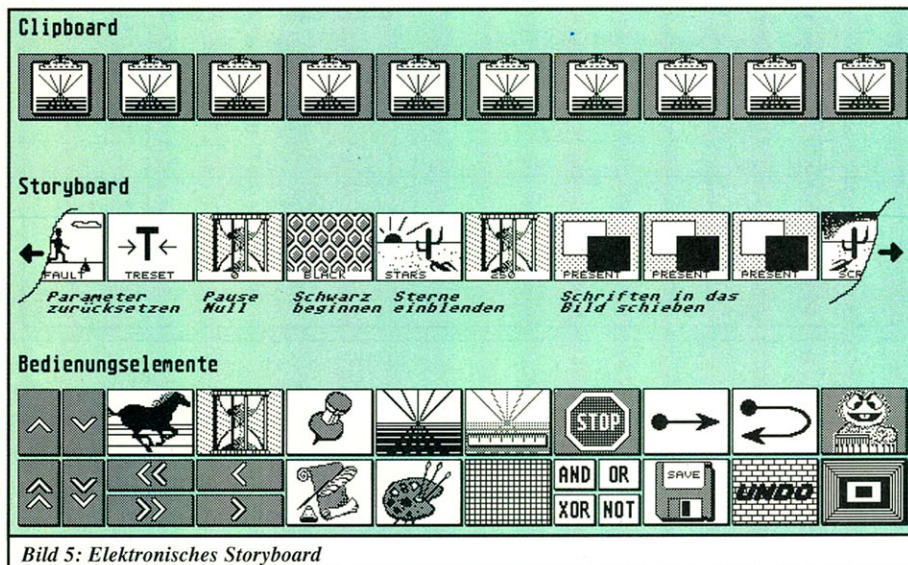 Clipboard
Storyboard
FAULT TRESET 0 BLACK STARS 250 PRESENT PRESENT PRESENT SCR
Parameter zurücksetzen
Pause Null
Schwarz beginnen
Sterne einblenden
Schriften in das Bild schieben
Bedienungselemente
STOP
AND OR
SAVE
UNDO
XOR NOT
Bild 5: Elektronisches Storyboard